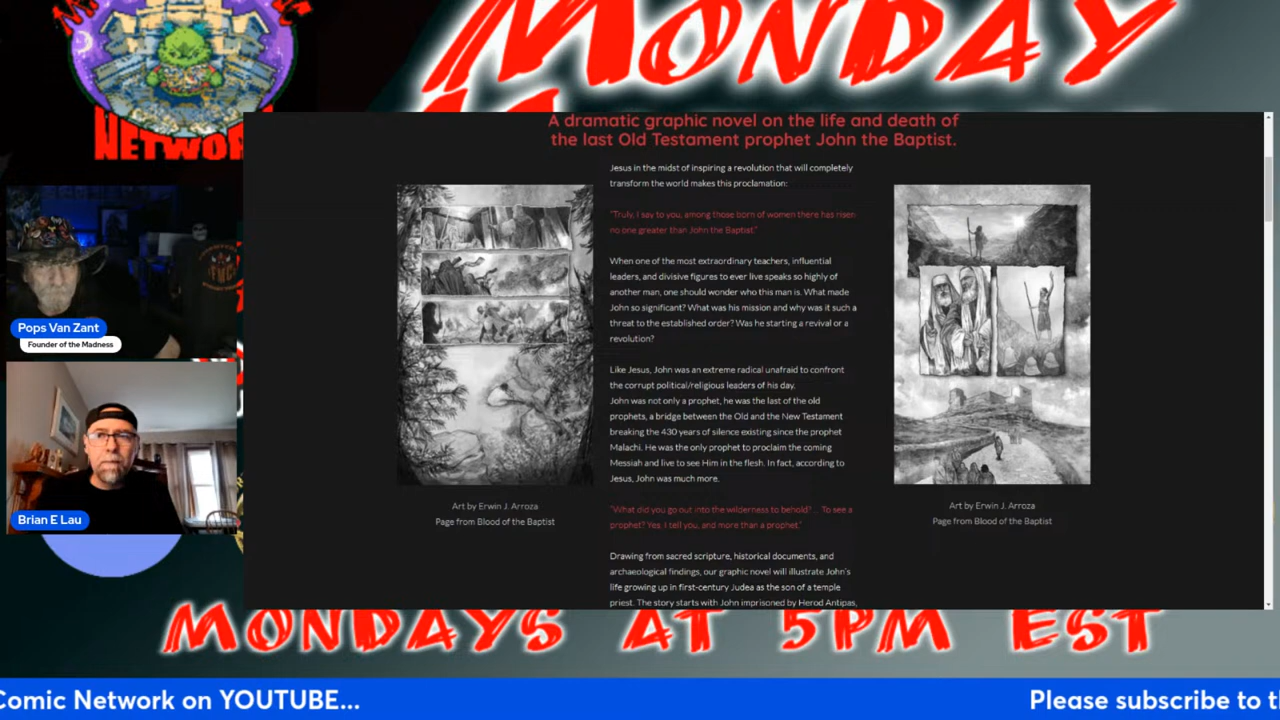 MONDAY
NETWO
Pops Van Zant
Founder of the Madness
Brian E Lau
A dramatic graphic novel on the life and death of
the last Old Testament prophet John the Baptist.
Jesus in the midst of inspiring a revolution that will completely
transform the world makes this proclamation:
"Truly, I say to you, among those born of women there has risen
no one greater than John the Baptist."
When one of the most extraordinary teachers, influential
leaders, and divisive figures to ever live speaks so highly of
another man, one should wonder who this man is. What made
John so significant? What was his mission and why was it such a
threat to the established order? Was he starting a revival or a
revolution?
Like Jesus, John was an extreme radical unafraid to confront
the corrupt political/religious leaders of his day.
John was not only a prophet, he was the last of the old
prophets, a bridge between the Old and the New Testament
breaking the 430 years of silence existing since the prophet
Malachi. He was the only prophet to proclaim the coming
Messiah and live to see Him in the flesh. In fact, according to
Jesus, John was much more.
"What did you go out into the wilderness to behold? ... To see a
prophet? Yes, I tell you, and more than a prophet."
Drawing from sacred scripture, historical documents, and
archaeological findings, our graphic novel will illustrate John's
life growing up in first-century Judea as the son of a temple
priest. The story starts with John imprisoned by Herod Antipas,
Art by Erwin J. Arroza
Page from Blood of the Baptist
Art by Erwin J. Arroza
Page from Blood of the Baptist
MONDAYS AT 5PM EST
Comic Network on YOUTUBE...
Please subscribe to th